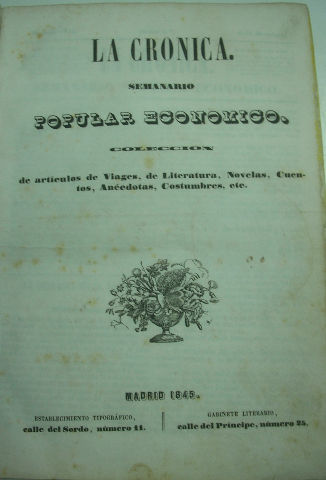 LA CRONICA.
SEMANARIO
POPULAR ECONOMICO.
COLECCION
de artículos de Viages, de Literatura, Novelas, Cuen-
tos, Anécdotas, Costumbres, etc.
MADRID 1845.
ESTABLECIMIENTO TIPOGRÁFICO,
calle del Sordo, número 11.
GABINETE LITERARIO,
calle del Príncipe, número 25.